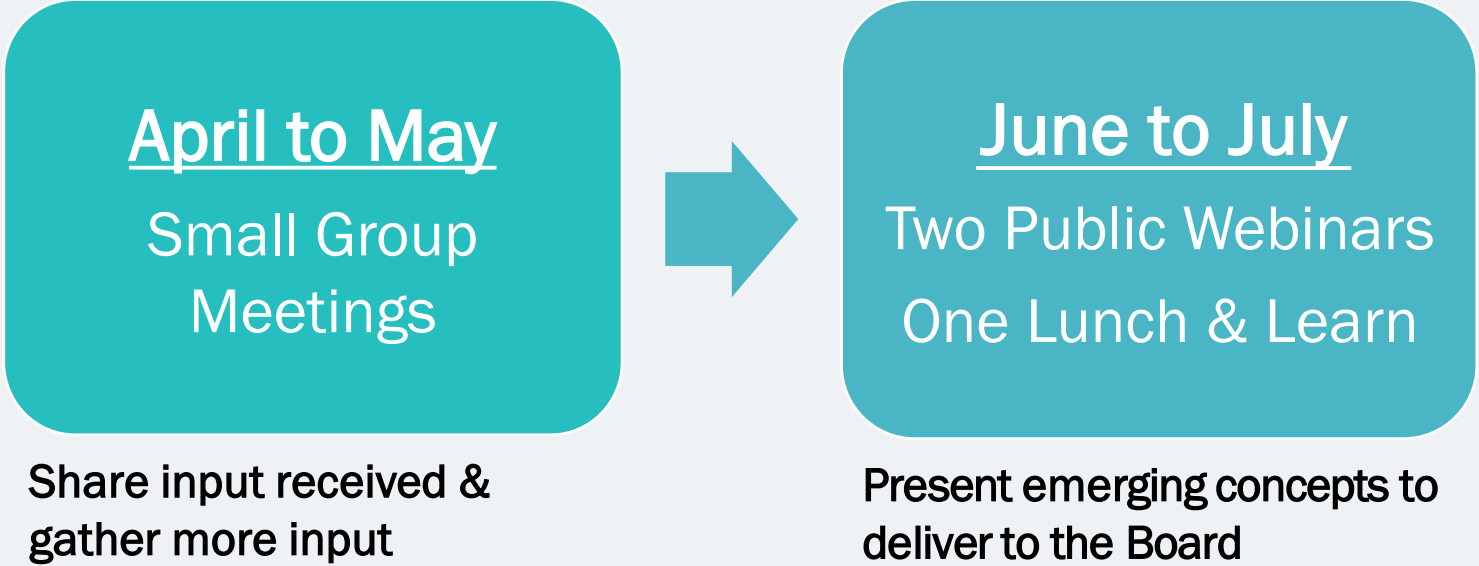 April to May
Small Group
Meetings
Share input received &
gather more input
June to July
Two Public Webinars
One Lunch & Learn
Present emerging concepts to
deliver to the Board